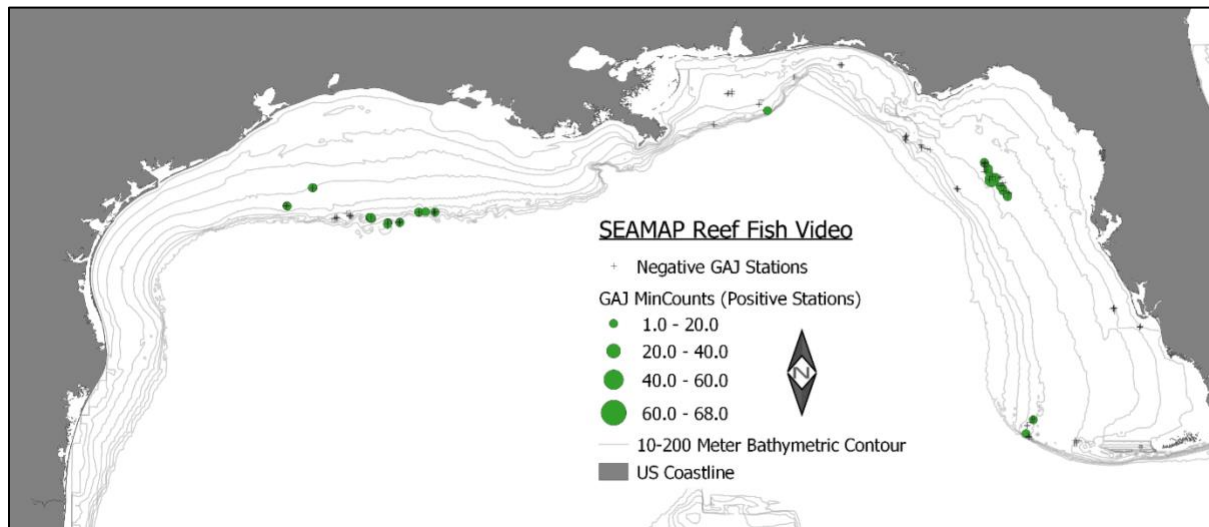 SEAMAP Reef Fish Video
Negative GAJ Stations
GAJ MinCounts (Positive Stations)
1.0 - 20.0
20.0 - 40.0
40.0 - 60.0
60.0 - 68.0
N
10-200 Meter Bathymetric Contour
US Coastline